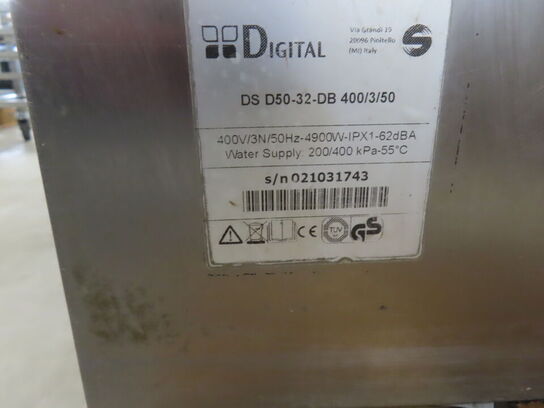 DIGITAL
Via Grandi 15
20096 Pioltello
(MI) Italy
S
DS D50-32-DB 400/3/50
400V/3N/50Hz-4900W-IPX1-62dBA
Water Supply: 200/400 kPa-55°C
s/n 021031743
CE TÜV GS